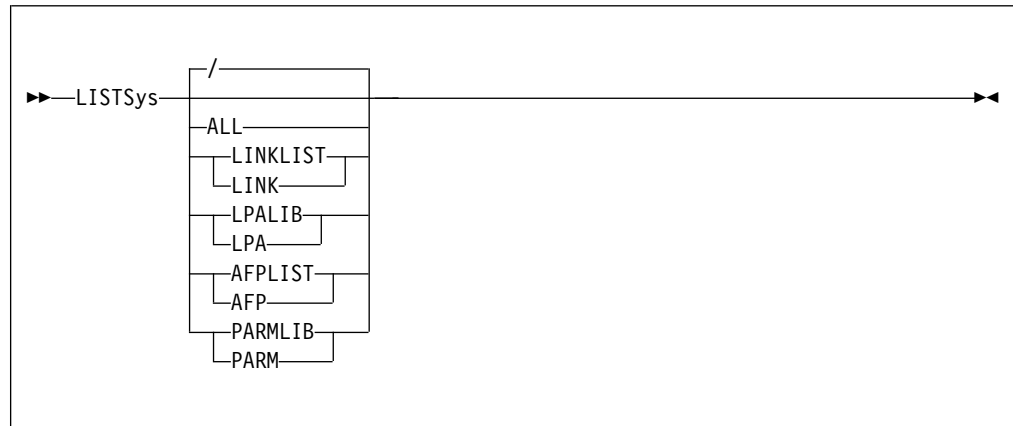 /
LISTSys
ALL
LINKLIST
LINK
LPALIB
LPA
AFPLIST
AFP
PARMLIB
PARM